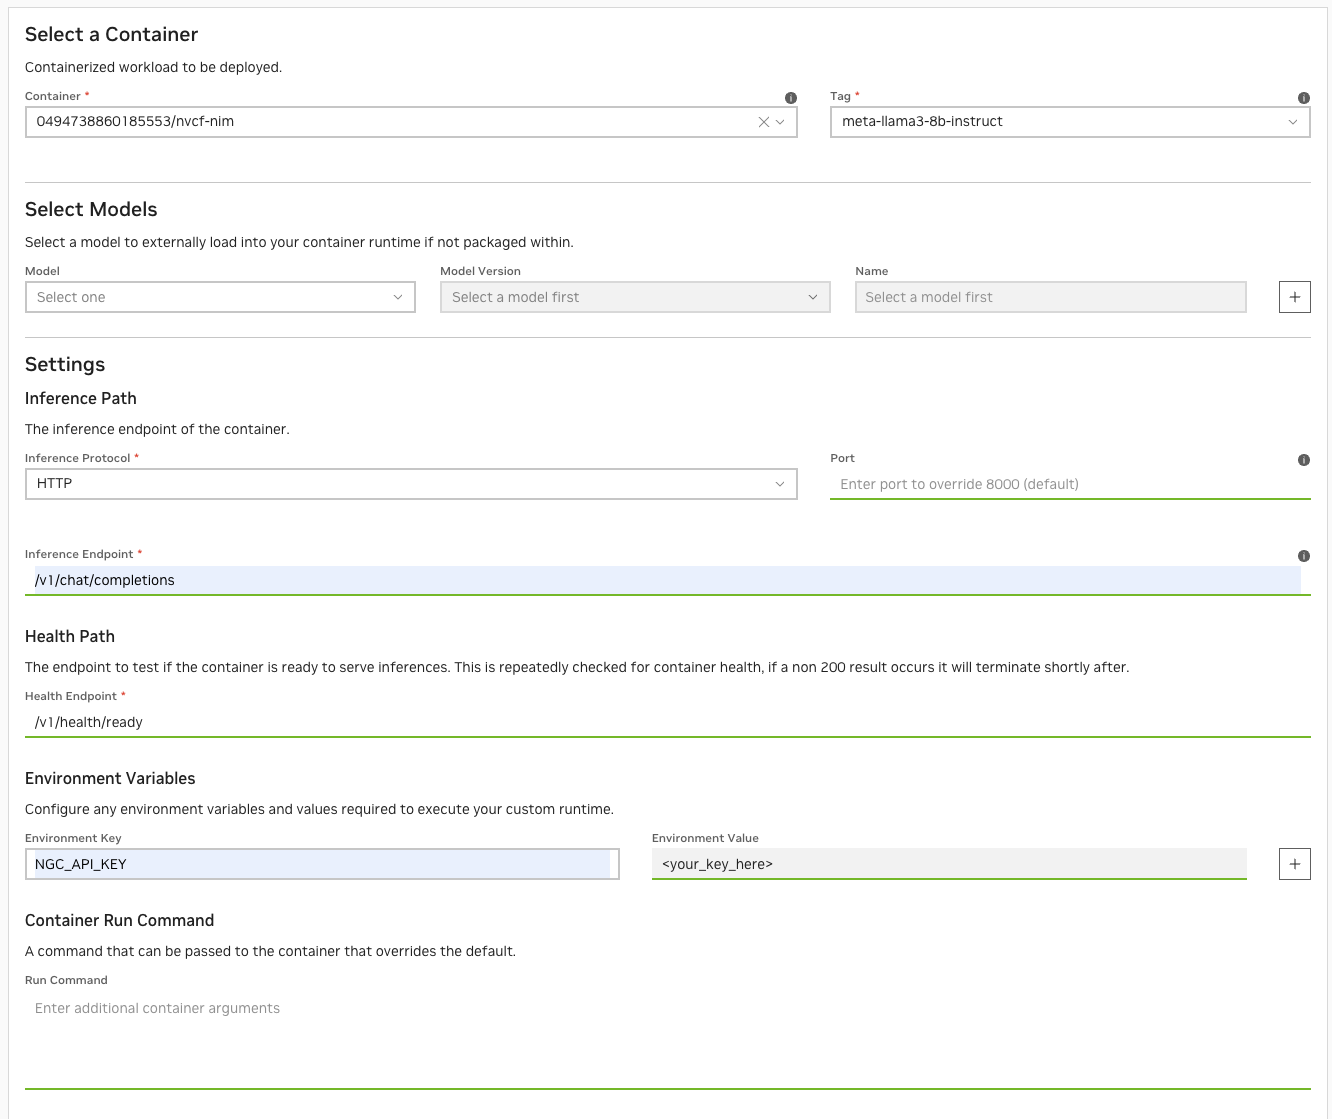 Select a Container
Containerized workload to be deployed.
Container *
Tag *
0494738860185553/nvcf-nim
meta-llama3-8b-instruct
Select Models
Select a model to externally load into your container runtime if not packaged within.
Model
Model Version
Name
Select one
Select a model first
Select a model first
Settings
Inference Path
The inference endpoint of the container.
Inference Protocol *
Port
HTTP
Enter port to override 8000 (default)
Inference Endpoint *
/v1/chat/completions
Health Path
The endpoint to test if the container is ready to serve inferences. This is repeatedly checked for container health, if a non 200 result occurs it will terminate shortly after.
Health Endpoint *
/v1/health/ready
Environment Variables
Configure any environment variables and values required to execute your custom runtime.
Environment Key
Environment Value
NGC_API_KEY
<your_key_here>
Container Run Command
A command that can be passed to the container that overrides the default.
Run Command
Enter additional container arguments